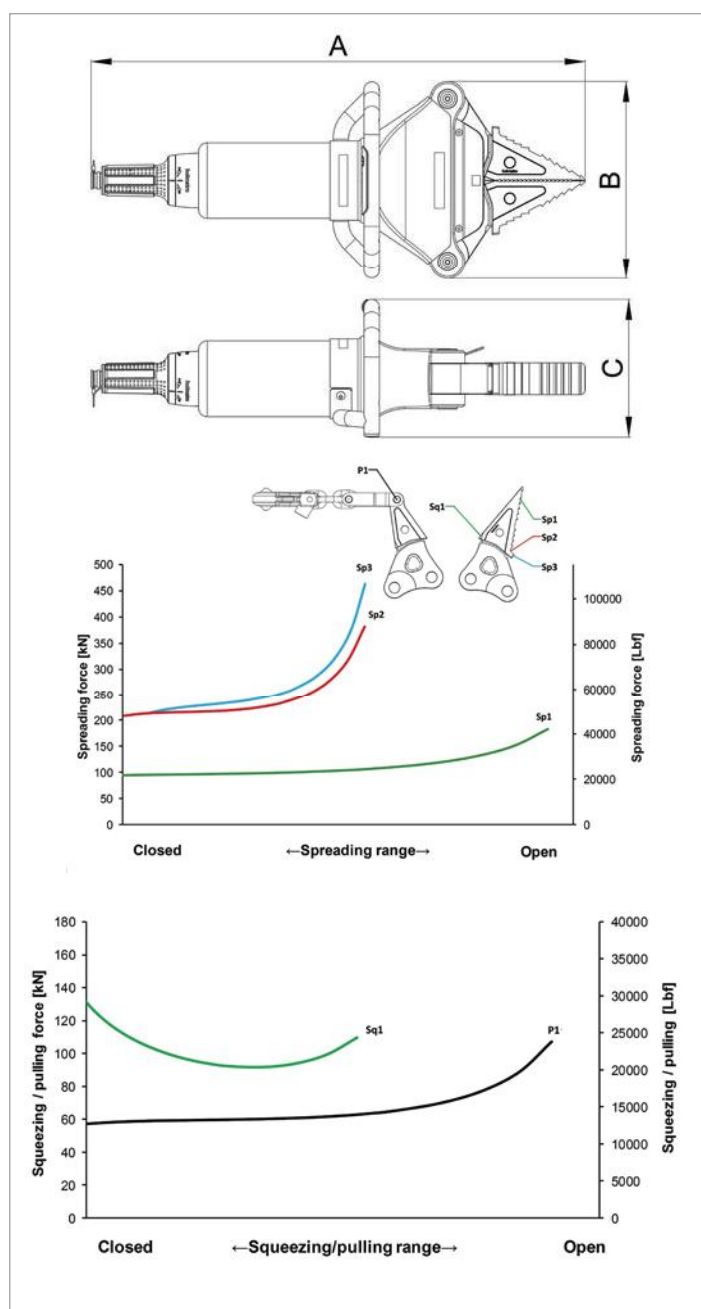 A
B
C
P1
Sq1
Sp1
Sp2
Sp3
Spreading force [kN]
500
450
400
350
300
250
200
150
100
50
0
Sp3
Sp2
Sp1
100000
80000
60000
40000
20000
0
Spreading force [Lbf]
Closed
←Spreading range→
Open
Squeezing / pulling force [kN]
180
160
140
120
100
80
60
40
20
0
Sq1
P1
40000
35000
30000
25000
20000
15000
10000
5000
0
Squeezing / pulling [Lbf]
Closed
←Squeezing/pulling range→
Open